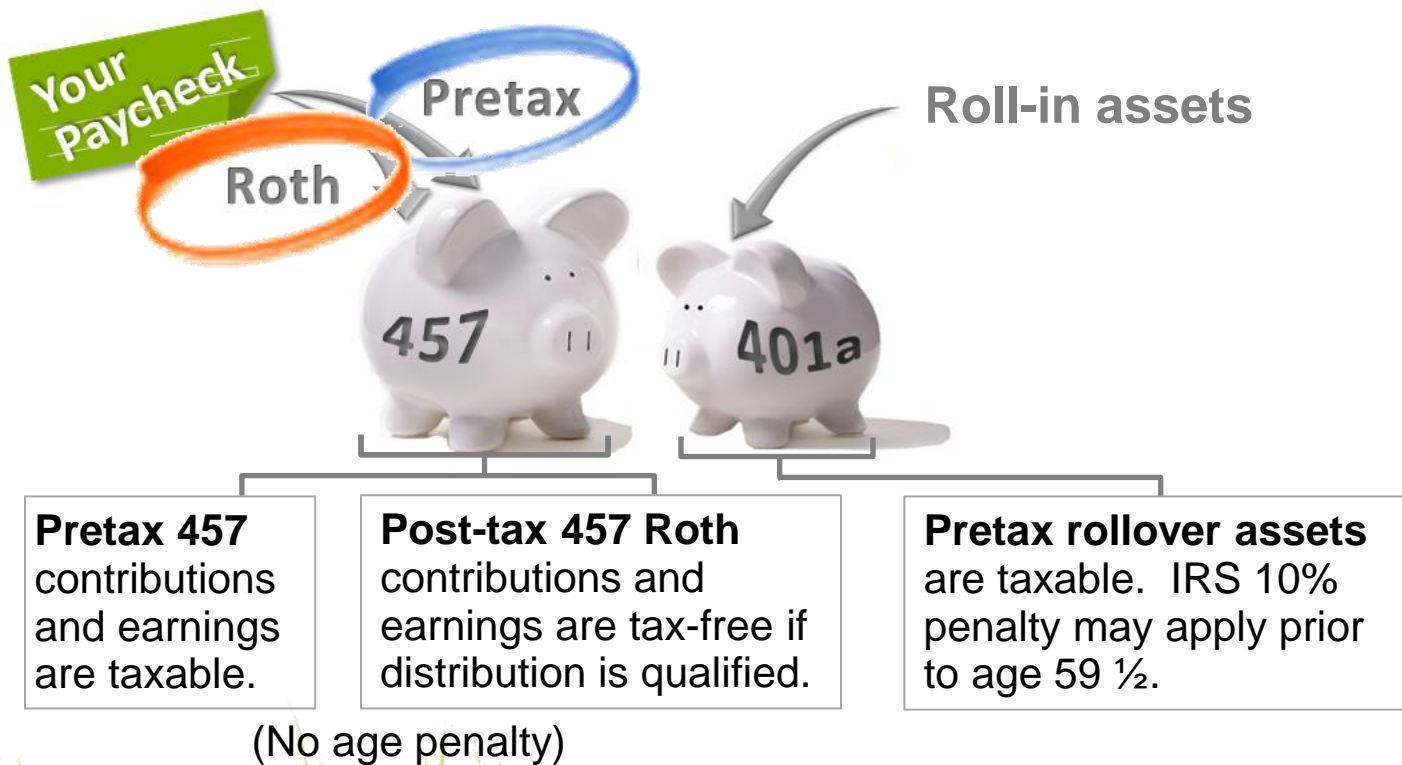 Your
Paycheck
Pretax
Roth
Roll-in assets
457
401a
Pretax 457
contributions
and earnings
are taxable.
Post-tax 457 Roth
contributions and
earnings are tax-free if
distribution is qualified.
Pretax rollover assets
are taxable.  IRS 10%
penalty may apply prior
to age 59 ½.
(No age penalty)